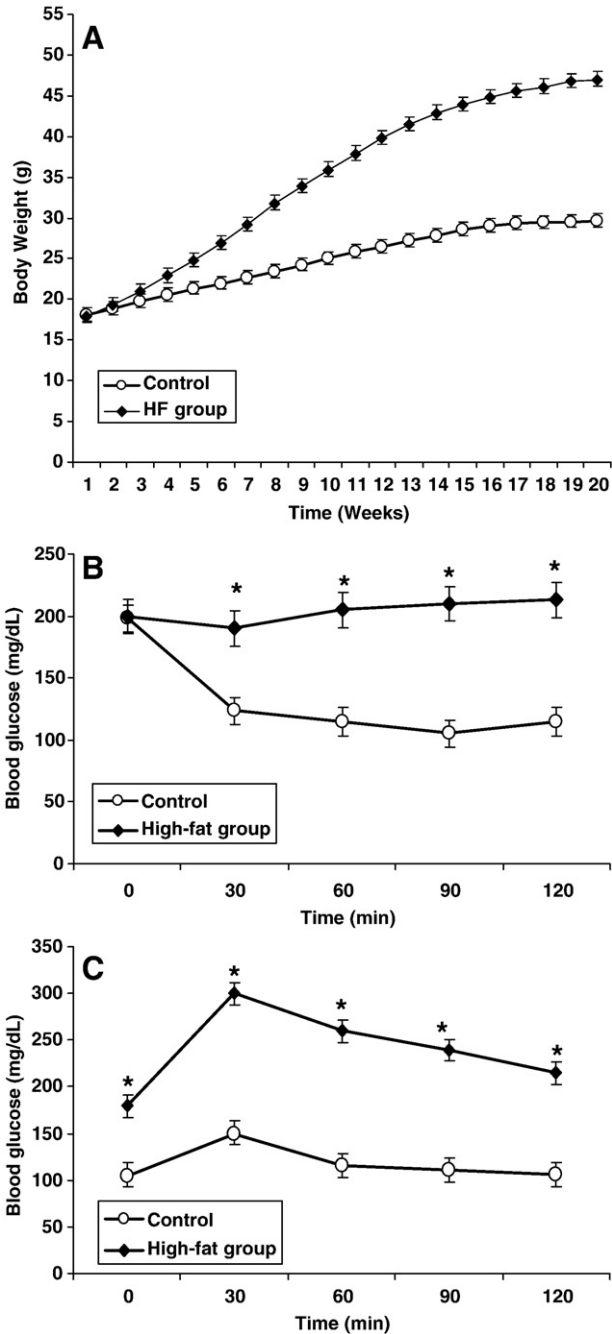 A
55
50
45
40
35
30
25
20
15
10
5
0
Body Weight (g)
Control
HF group
1 2 3 4 5 6 7 8 9 10 11 12 13 14 15 16 17 18 19 20
Time (Weeks)
B
250
200
150
100
50
0
Blood glucose (mg/dL)
* * * *
Control
High-fat group
0 30 60 90 120
Time (min)
C
350
300
250
200
150
100
50
0
Blood glucose (mg/dL)
* * * * *
Control
High-fat group
0 30 60 90 120
Time (min)